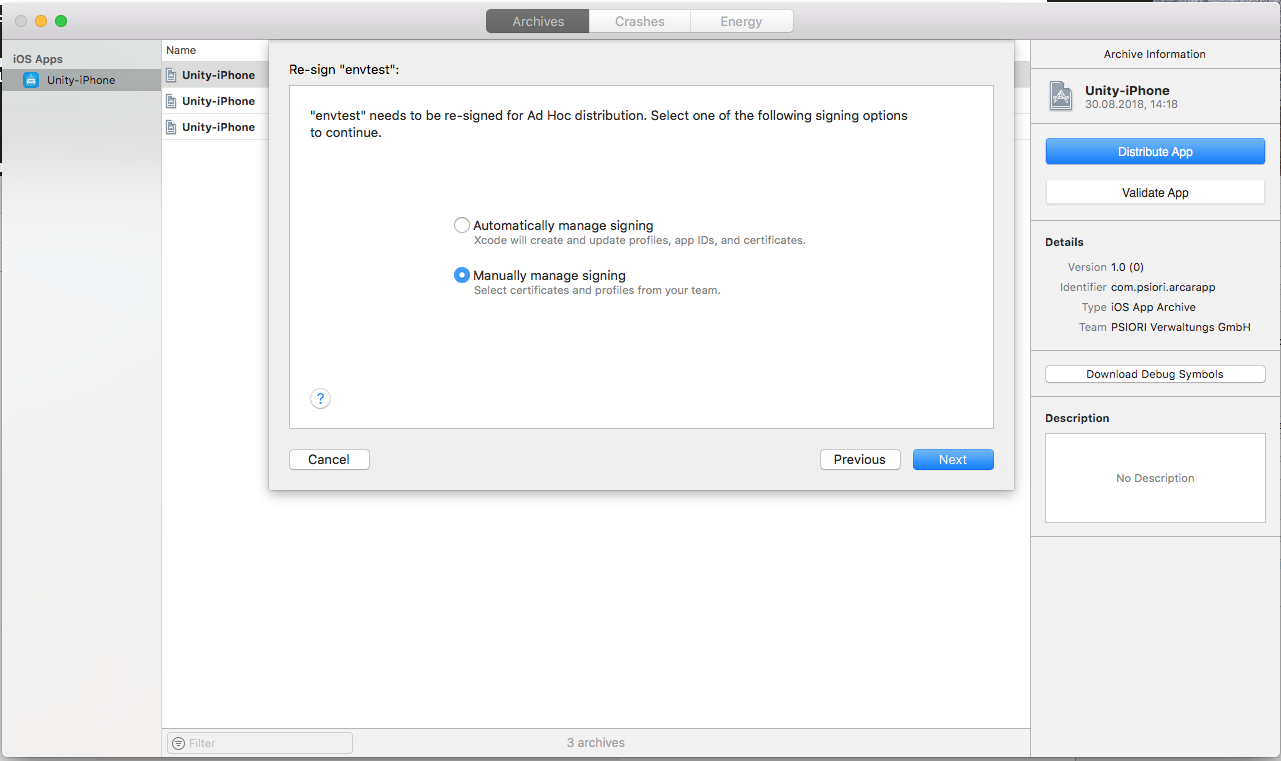 Archives
Crashes
Energy
iOS Apps
Unity-iPhone
Name
Unity-iPhone
Unity-iPhone
Unity-iPhone
Re-sign "envtest":
"envtest" needs to be re-signed for Ad Hoc distribution. Select one of the following signing options
to continue.
Automatically manage signing
Xcode will create and update profiles, app IDs, and certificates.
Manually manage signing
Select certificates and profiles from your team.
?
Cancel
Previous
Next
Filter
3 archives
Archive Information
Unity-iPhone
30.08.2018, 14:18
Distribute App
Validate App
Details
Version 1.0 (0)
Identifier com.psiori.arcarapp
Type iOS App Archive
Team PSIORI Verwaltungs GmbH
Download Debug Symbols
Description
No Description